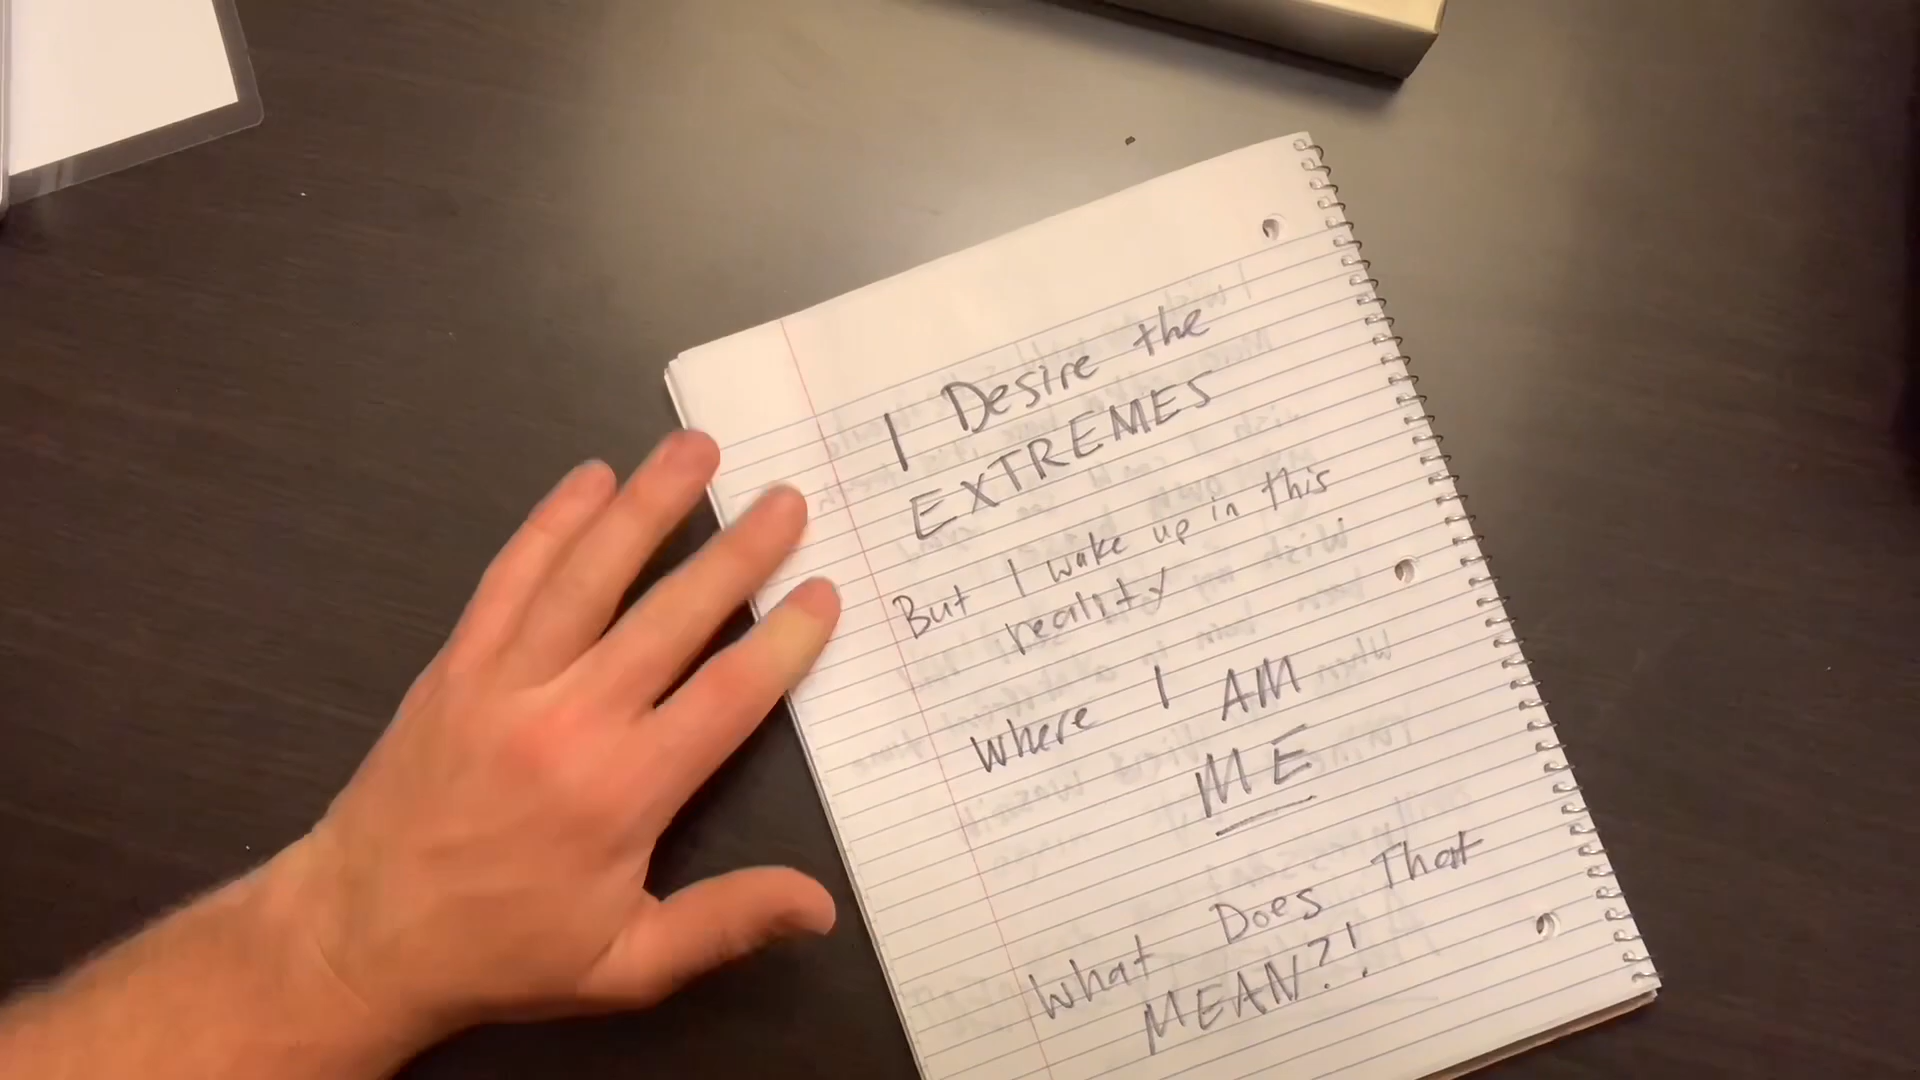 I Desire the
EXTREMES
But I wake up in this
reality
Where I AM
ME
What Does That
MEAN?!